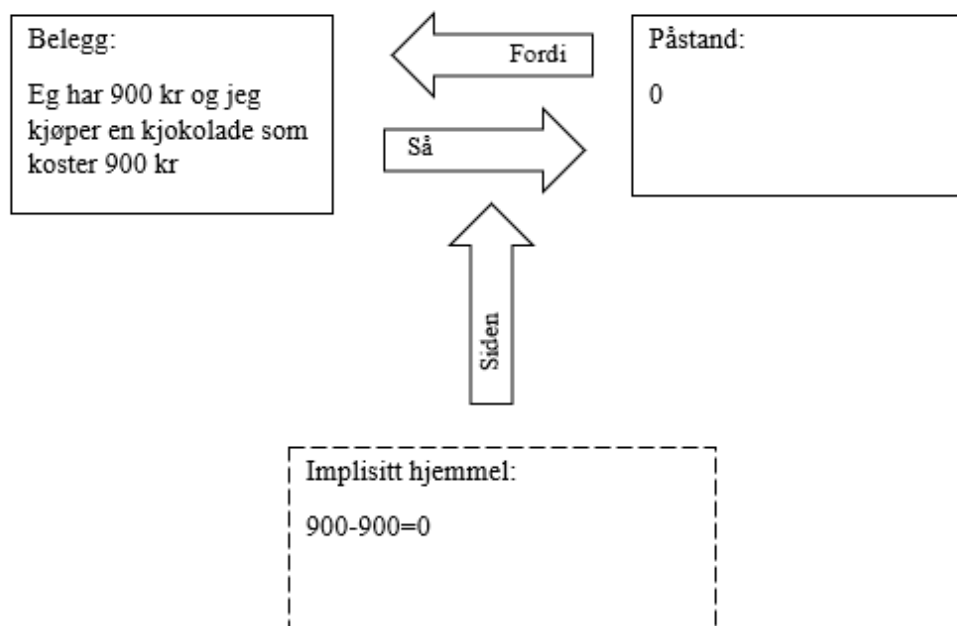 Belegg:
Eg har 900 kr og jeg
kjøper en kjokolade som
koster 900 kr
Fordi
Så
Påstand:
0
Siden
Implisitt hjemmel:
900-900=0